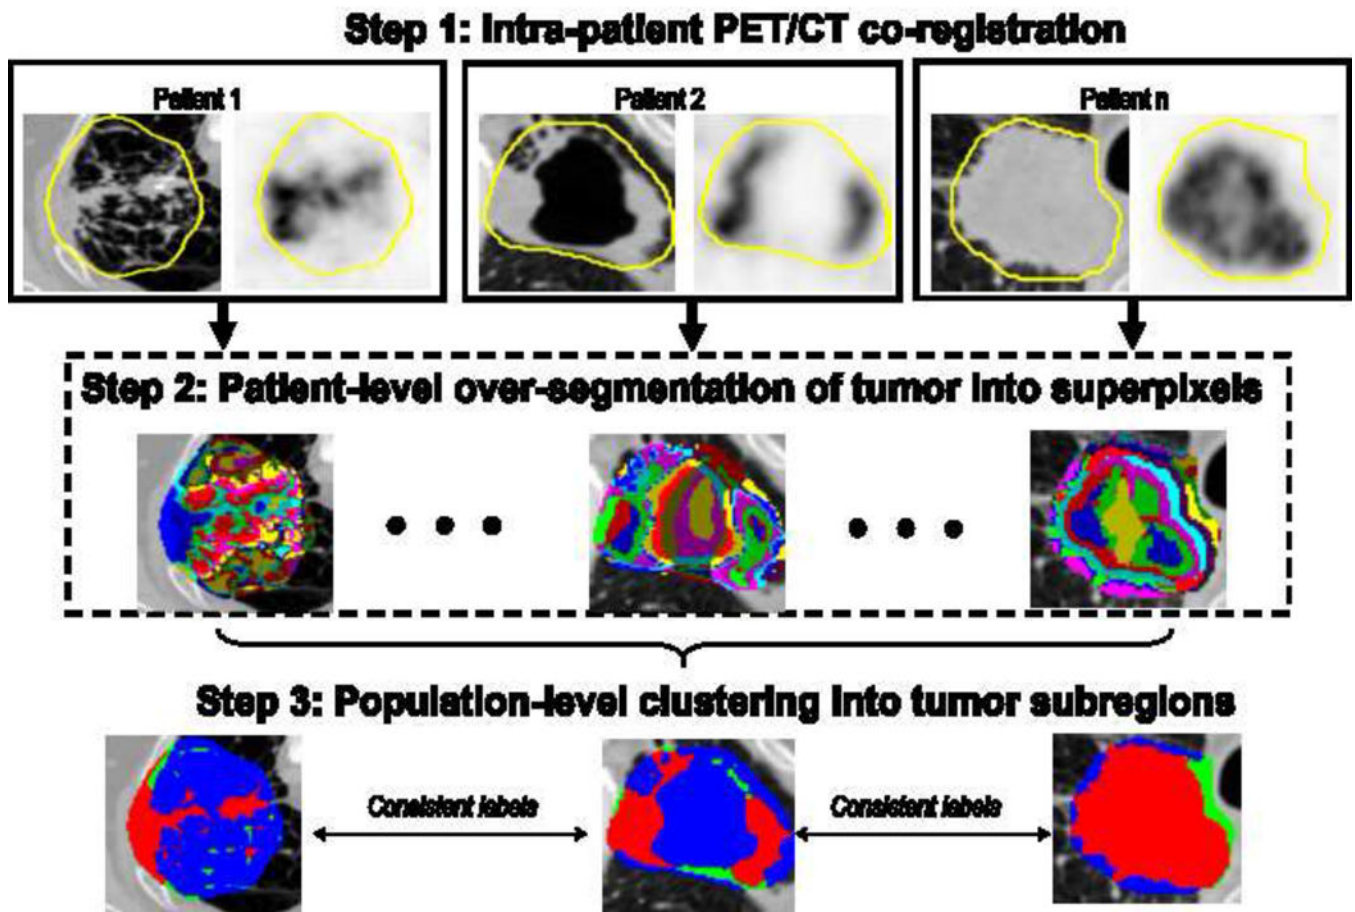 Step 1: Intra-patient PET/CT co-registration
Patient 1
Patient 2
Patient n
Step 2: Patient-level over-segmentation of tumor into superpixels
Step 3: Population-level clustering into tumor subregions
Consistent labels
Consistent labels